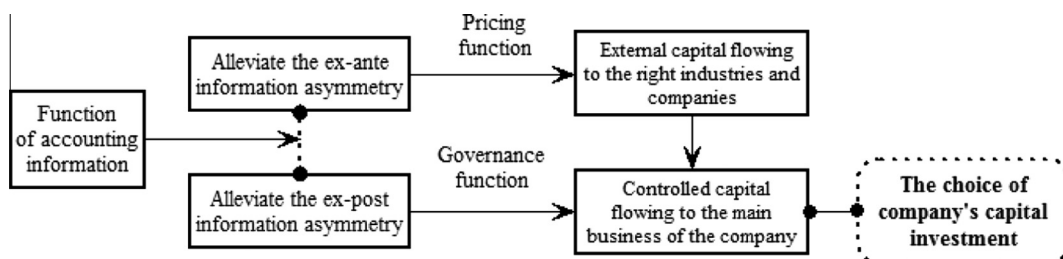 Function
of accounting
information
Alleviate the ex-ante
information asymmetry
Pricing
function
External capital flowing
to the right industries and
companies
Alleviate the ex-post
information asymmetry
Governance
function
Controlled capital
flowing to the main
business of the company
The choice of
company's capital
investment